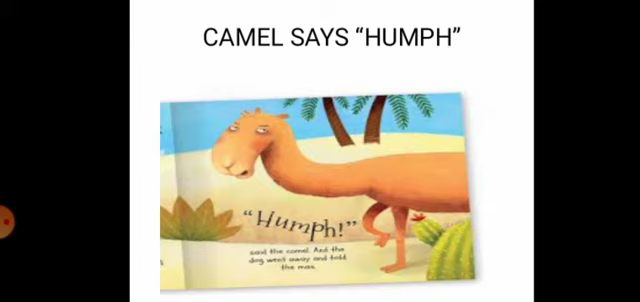 CAMEL SAYS “HUMPH”
“Humph!”
said the camel. And the
dog went away and told
the man.